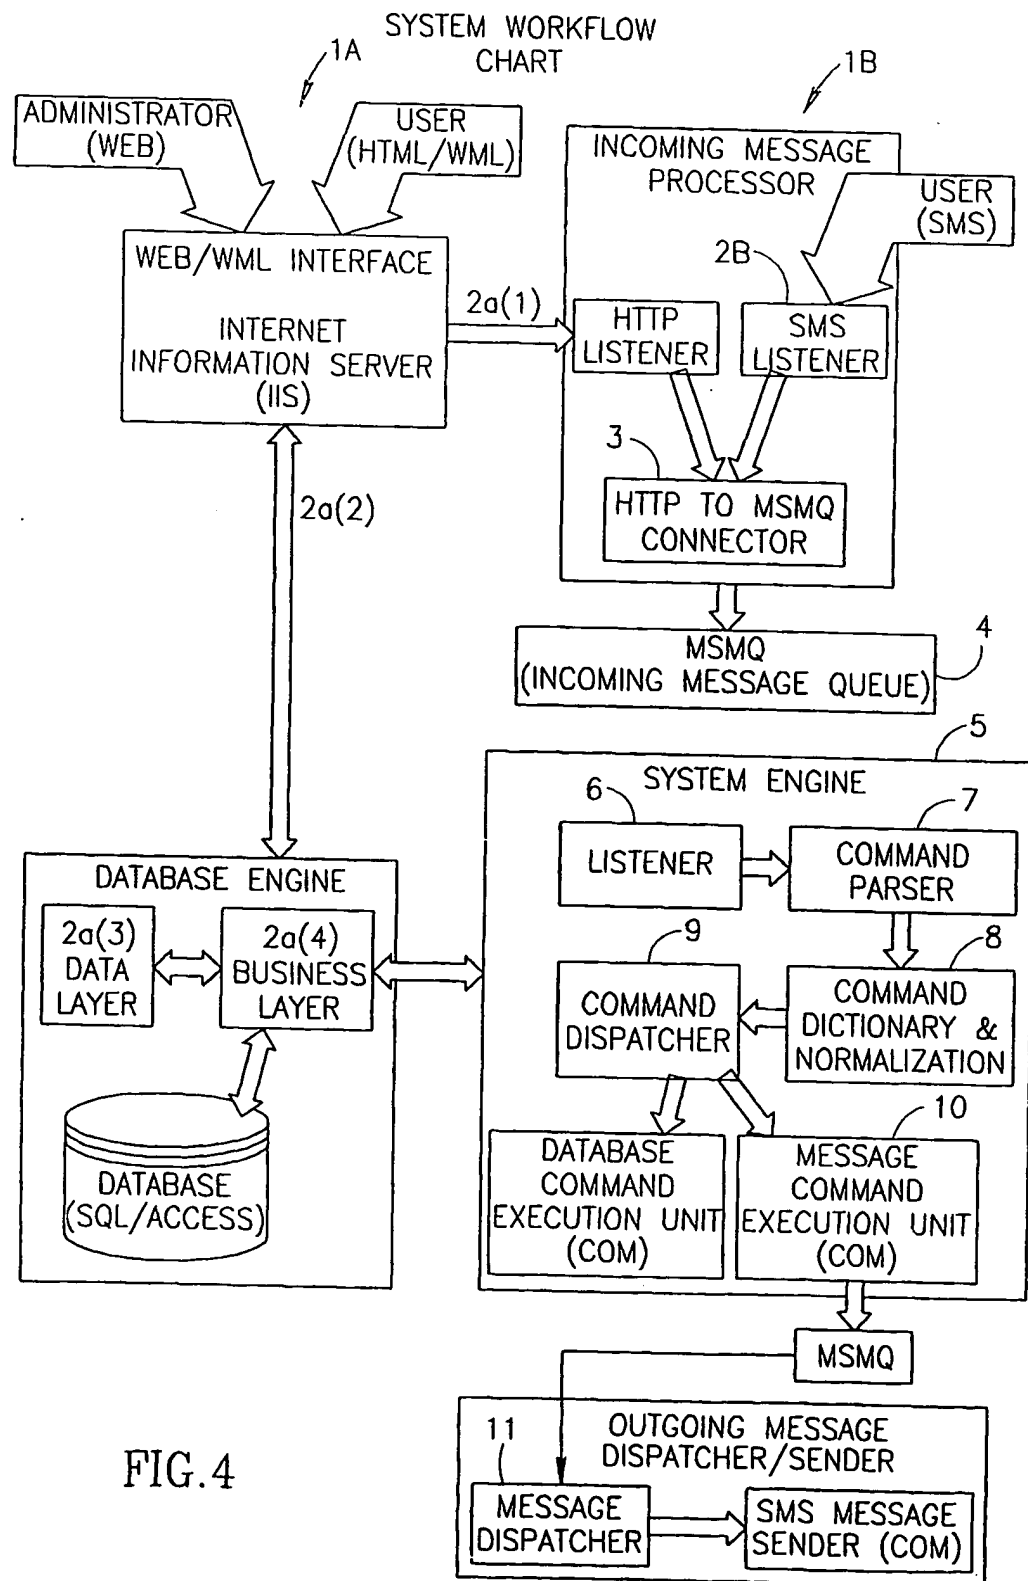 SYSTEM WORKFLOW
CHART
1A
1B
ADMINISTRATOR
(WEB)
USER
(HTML/WML)
INCOMING MESSAGE
PROCESSOR
USER
(SMS)
WEB/WML INTERFACE
INTERNET
INFORMATION SERVER
(IIS)
2a(1)
2B
HTTP
LISTENER
SMS
LISTENER
3
HTTP TO MSMQ
CONNECTOR
2a(2)
4
MSMQ
(INCOMING MESSAGE QUEUE)
5
SYSTEM ENGINE
6
LISTENER
7
COMMAND
PARSER
DATABASE ENGINE
2a(3)
DATA
LAYER
2a(4)
BUSINESS
LAYER
9
COMMAND
DISPATCHER
8
COMMAND
DICTIONARY &
NORMALIZATION
DATABASE
(SQL/ACCESS)
DATABASE
COMMAND
EXECUTION UNIT
(COM)
10
MESSAGE
COMMAND
EXECUTION UNIT
(COM)
MSMQ
OUTGOING MESSAGE
DISPATCHER/SENDER
11
MESSAGE
DISPATCHER
SMS MESSAGE
SENDER (COM)
FIG.4